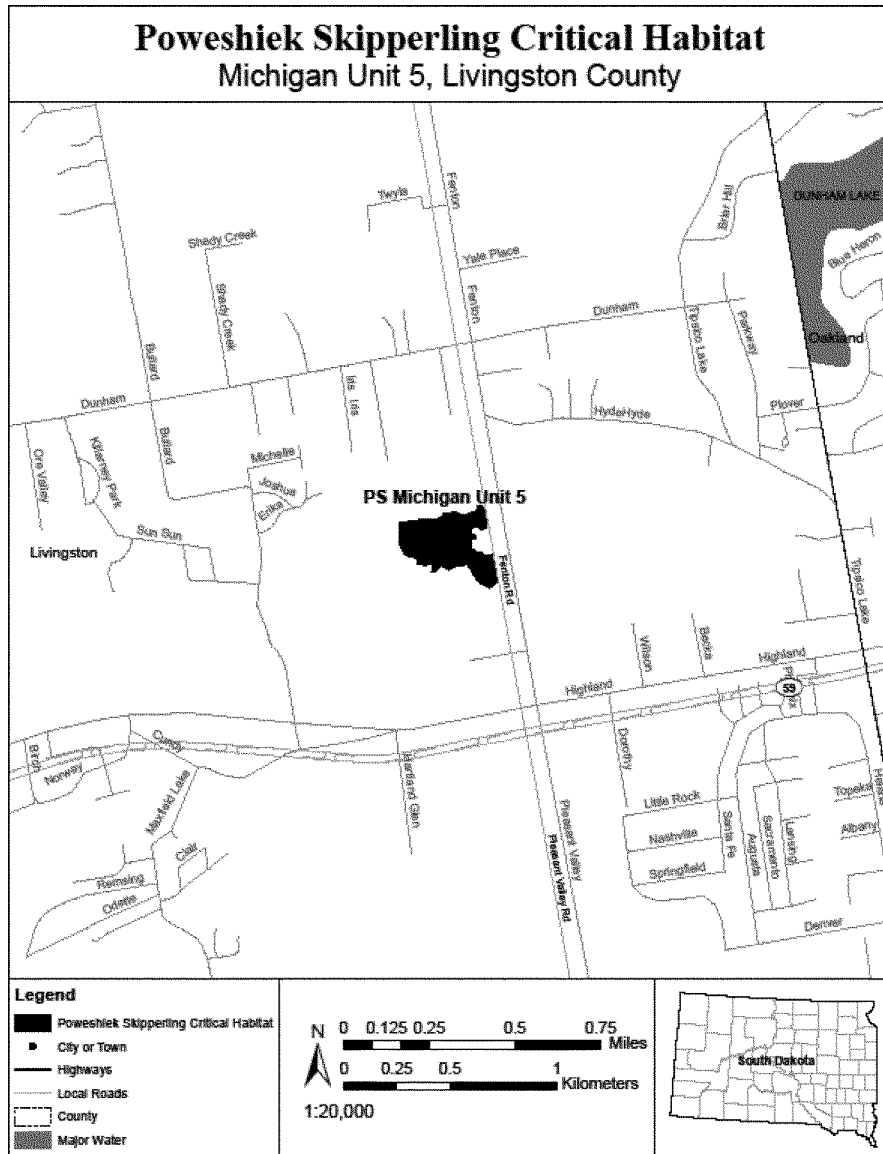 Poweshiek Skipperling Critical Habitat
Michigan Unit 5, Livingston County
Fenton
Twyla
Briar Hill
DUNHAM LAKE
Shady Creek
Yale Place
Blue Heron
Shady Creek
Fenton
Dunham
Tipsico Lake
Parkway
Oakland
Bullard
Dunham
Iris Iris
HydeHyde
Plover
Ore Valley
Killarney Park
Bullard
Michelle
Joshua
Erika
PS Michigan Unit 5
Sun Sun
Livingston
Fenton Rd
Tipsico Lake
Wilson
Becka
Highland
Highland
59
Birch
Norway
Hartland Glen
Dorothy
Maxfield Lake
Little Rock
Topeka
Nashville
Santa Fe
Augusta
Sacramento
Lansing
Albany
Clair
Springfield
Pleasant Valley
Pleasant Valley Rd
Remsing
Odette
Denver
Legend
Poweshiek Skipperling Critical Habitat
City or Town
Highways
Local Roads
County
Major Water
N
0 0.125 0.25 0.5 0.75
Miles
0 0.25 0.5 1
Kilometers
1:20,000
South Dakota